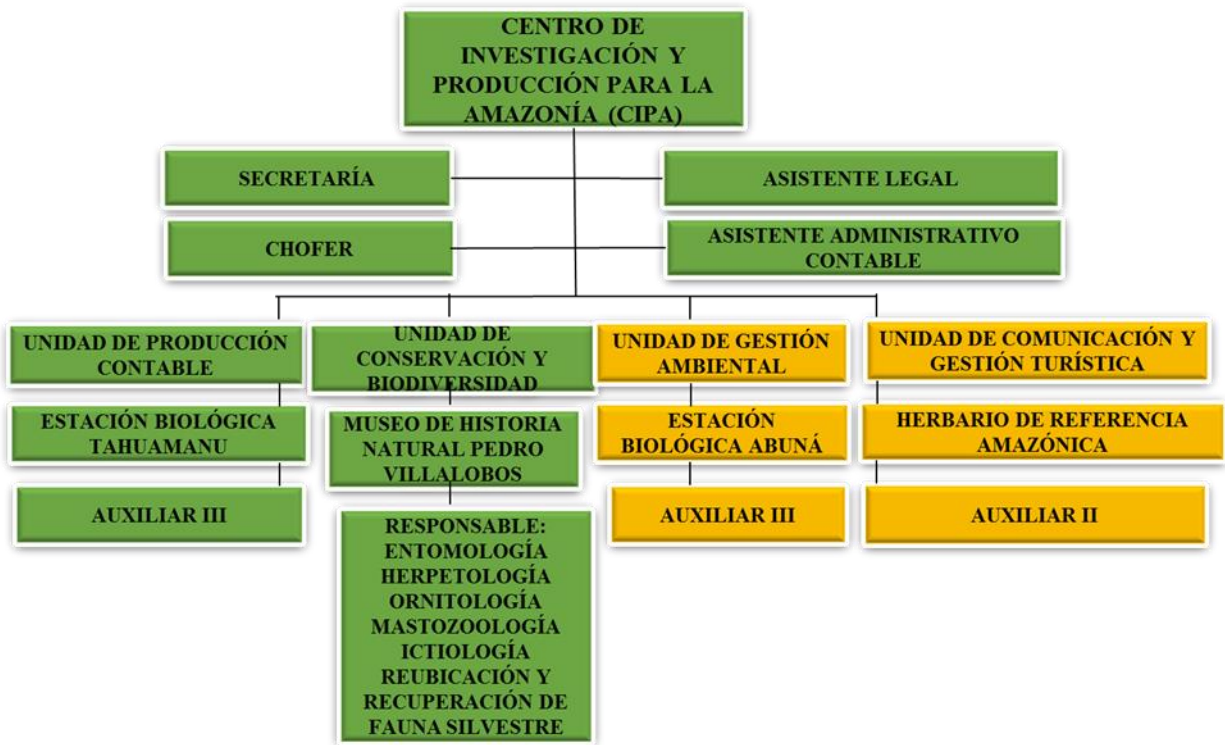 CENTRO DE
INVESTIGACIÓN Y
PRODUCCIÓN PARA LA
AMAZONÍA (CIPA)
SECRETARÍA
ASISTENTE LEGAL
CHOFER
ASISTENTE ADMINISTRATIVO
CONTABLE
UNIDAD DE PRODUCCIÓN
CONTABLE
UNIDAD DE
CONSERVACIÓN Y
BIODIVERSIDAD
UNIDAD DE GESTIÓN
AMBIENTAL
UNIDAD DE COMUNICACIÓN Y
GESTIÓN TURÍSTICA
ESTACIÓN BIOLÓGICA
TAHUAMANU
MUSEO DE HISTORIA
NATURAL PEDRO
VILLALOBOS
ESTACIÓN
BIOLÓGICA ABUNÁ
HERBARIO DE REFERENCIA
AMAZÓNICA
AUXILIAR III
RESPONSABLE:
ENTOMOLOGÍA
HERPETOLOGÍA
ORNITOLOGÍA
MASTOZOOLOGÍA
ICTIOLOGÍA
REUBICACIÓN Y
RECUPERACIÓN DE
FAUNA SILVESTRE
AUXILIAR III
AUXILIAR II